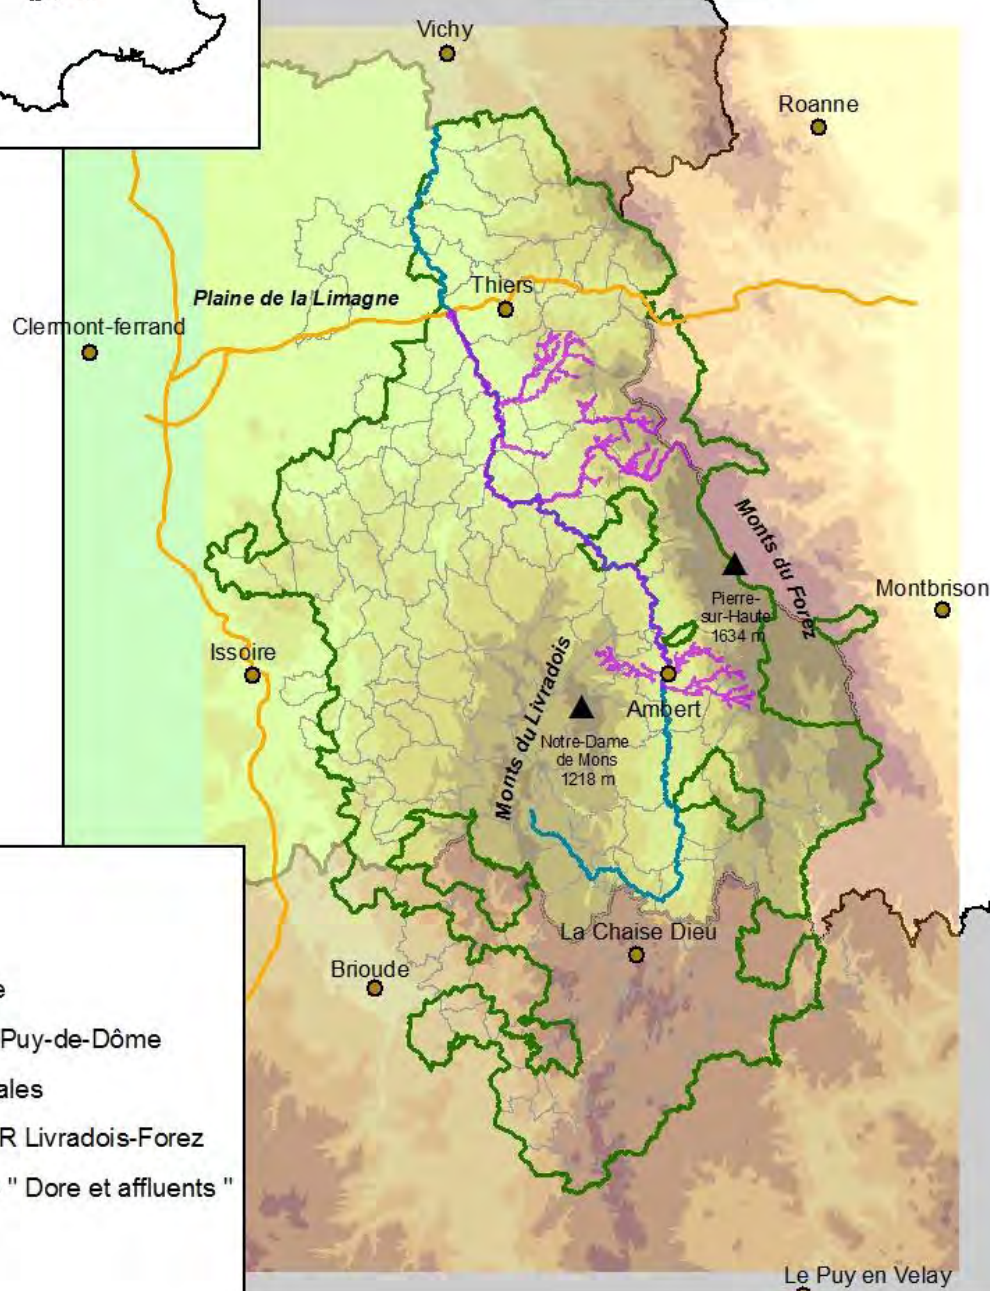 Vichy
Roanne
Thiers
Plaine de la Limagne
Clermont-ferrand
Monts du Forez
Montbrison
Pierre-
sur-Haute
1634 m
Issoire
Monts du Livradois
Ambert
Notre-Dame
de Mons
1218 m
La Chaise Dieu
Brioude
e
Puy-de-Dôme
ales
R Livradois-Forez
" Dore et affluents "
Le Puy en Velay